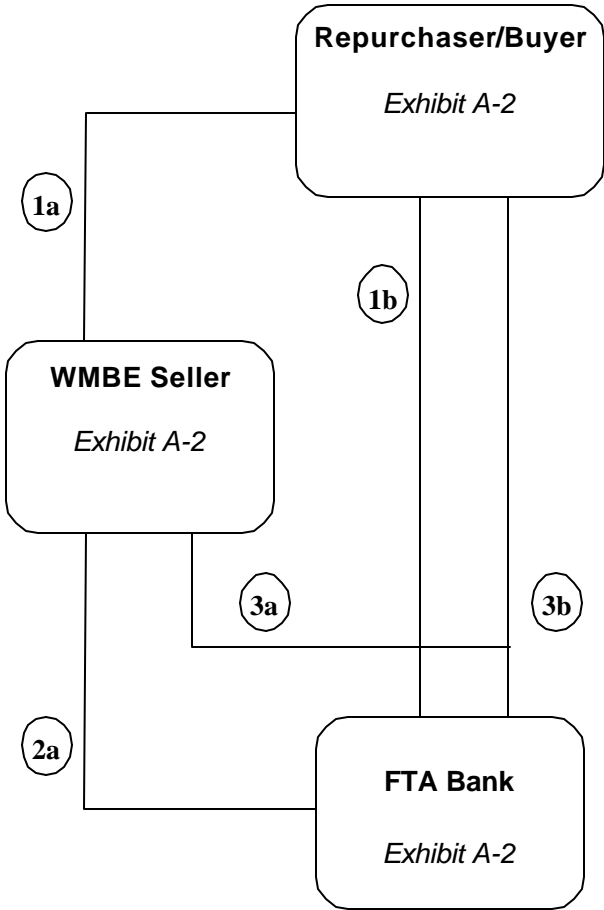 Repurchaser/Buyer
Exhibit A-2
1a
1b
WMBE Seller
Exhibit A-2
3a
3b
2a
FTA Bank
Exhibit A-2